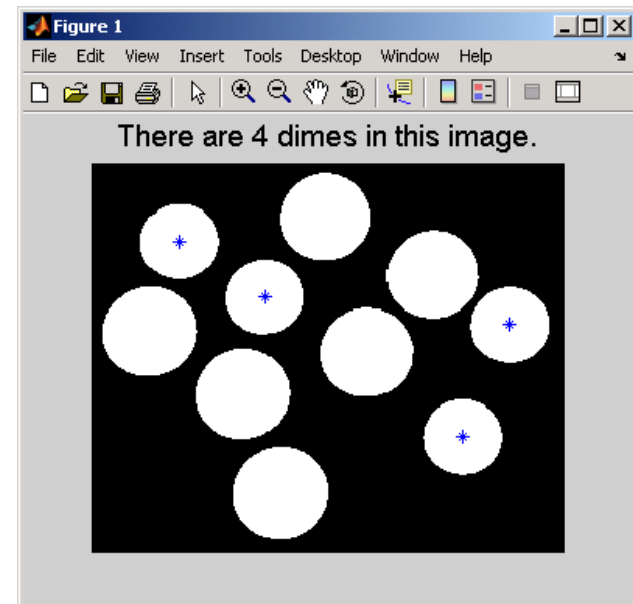 Figure 1
File Edit View Insert Tools Desktop Window Help
There are 4 dimes in this image.